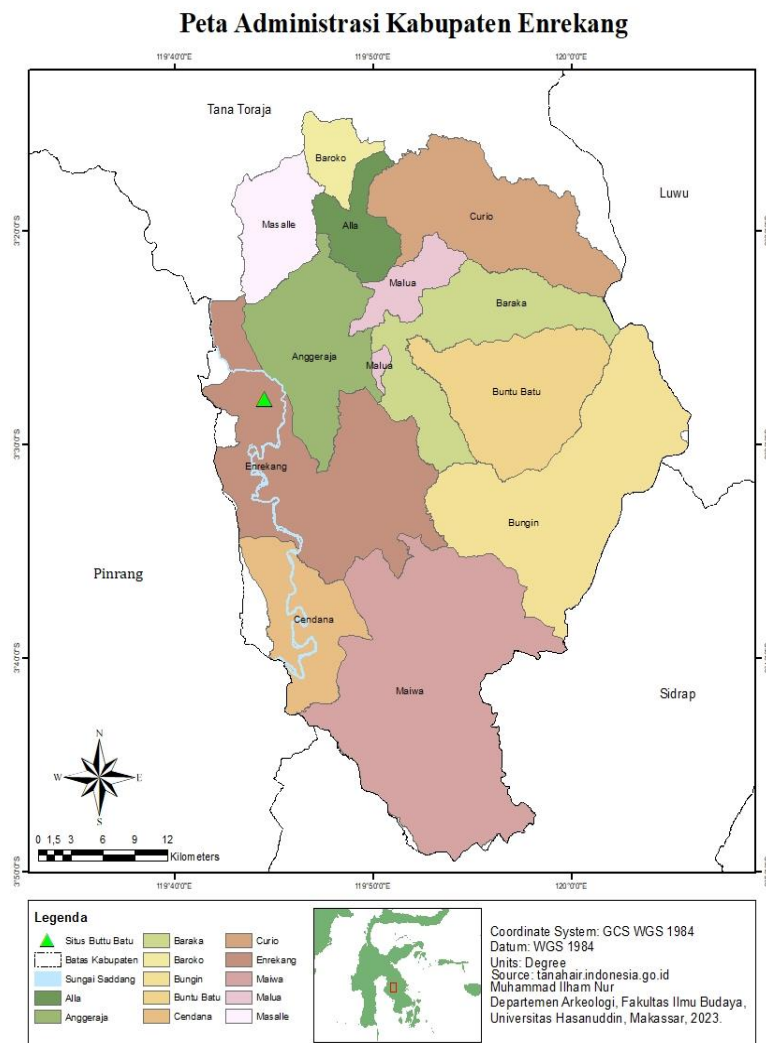 Peta Administrasi Kabupaten Enrekang
119°40'0"E 119°50'0"E 120°0'0"E
Tana Toraja
Baroko
Luwu
Curio
Masalle
Alla
3°20'0"S
Malua
Baraka
Anggeraja
Malua
Buntu Batu
3°30'0"S
Enrekang
Bungin
Pinrang
Cendana
3°40'0"S
Maiwa
Sidrap
N
W E
S
0 1,5 3 6 9 12
Kilometers
3°50'0"S
119°40'0"E 119°50'0"E 120°0'0"E
Legenda
Situs Buttu Batu
Batas Kabupaten
Sungai Saddang
Alla
Anggeraja
Baraka
Baroko
Bungin
Buntu Batu
Cendana
Curio
Enrekang
Maiwa
Malua
Masalle
Coordinate System: GCS WGS 1984
Datum: WGS 1984
Units: Degree
Source: tanahair.indonesia.go.id
Muhammad Ilham Nur
Departemen Arkeologi, Fakultas Ilmu Budaya,
Universitas Hasanuddin, Makassar, 2023.